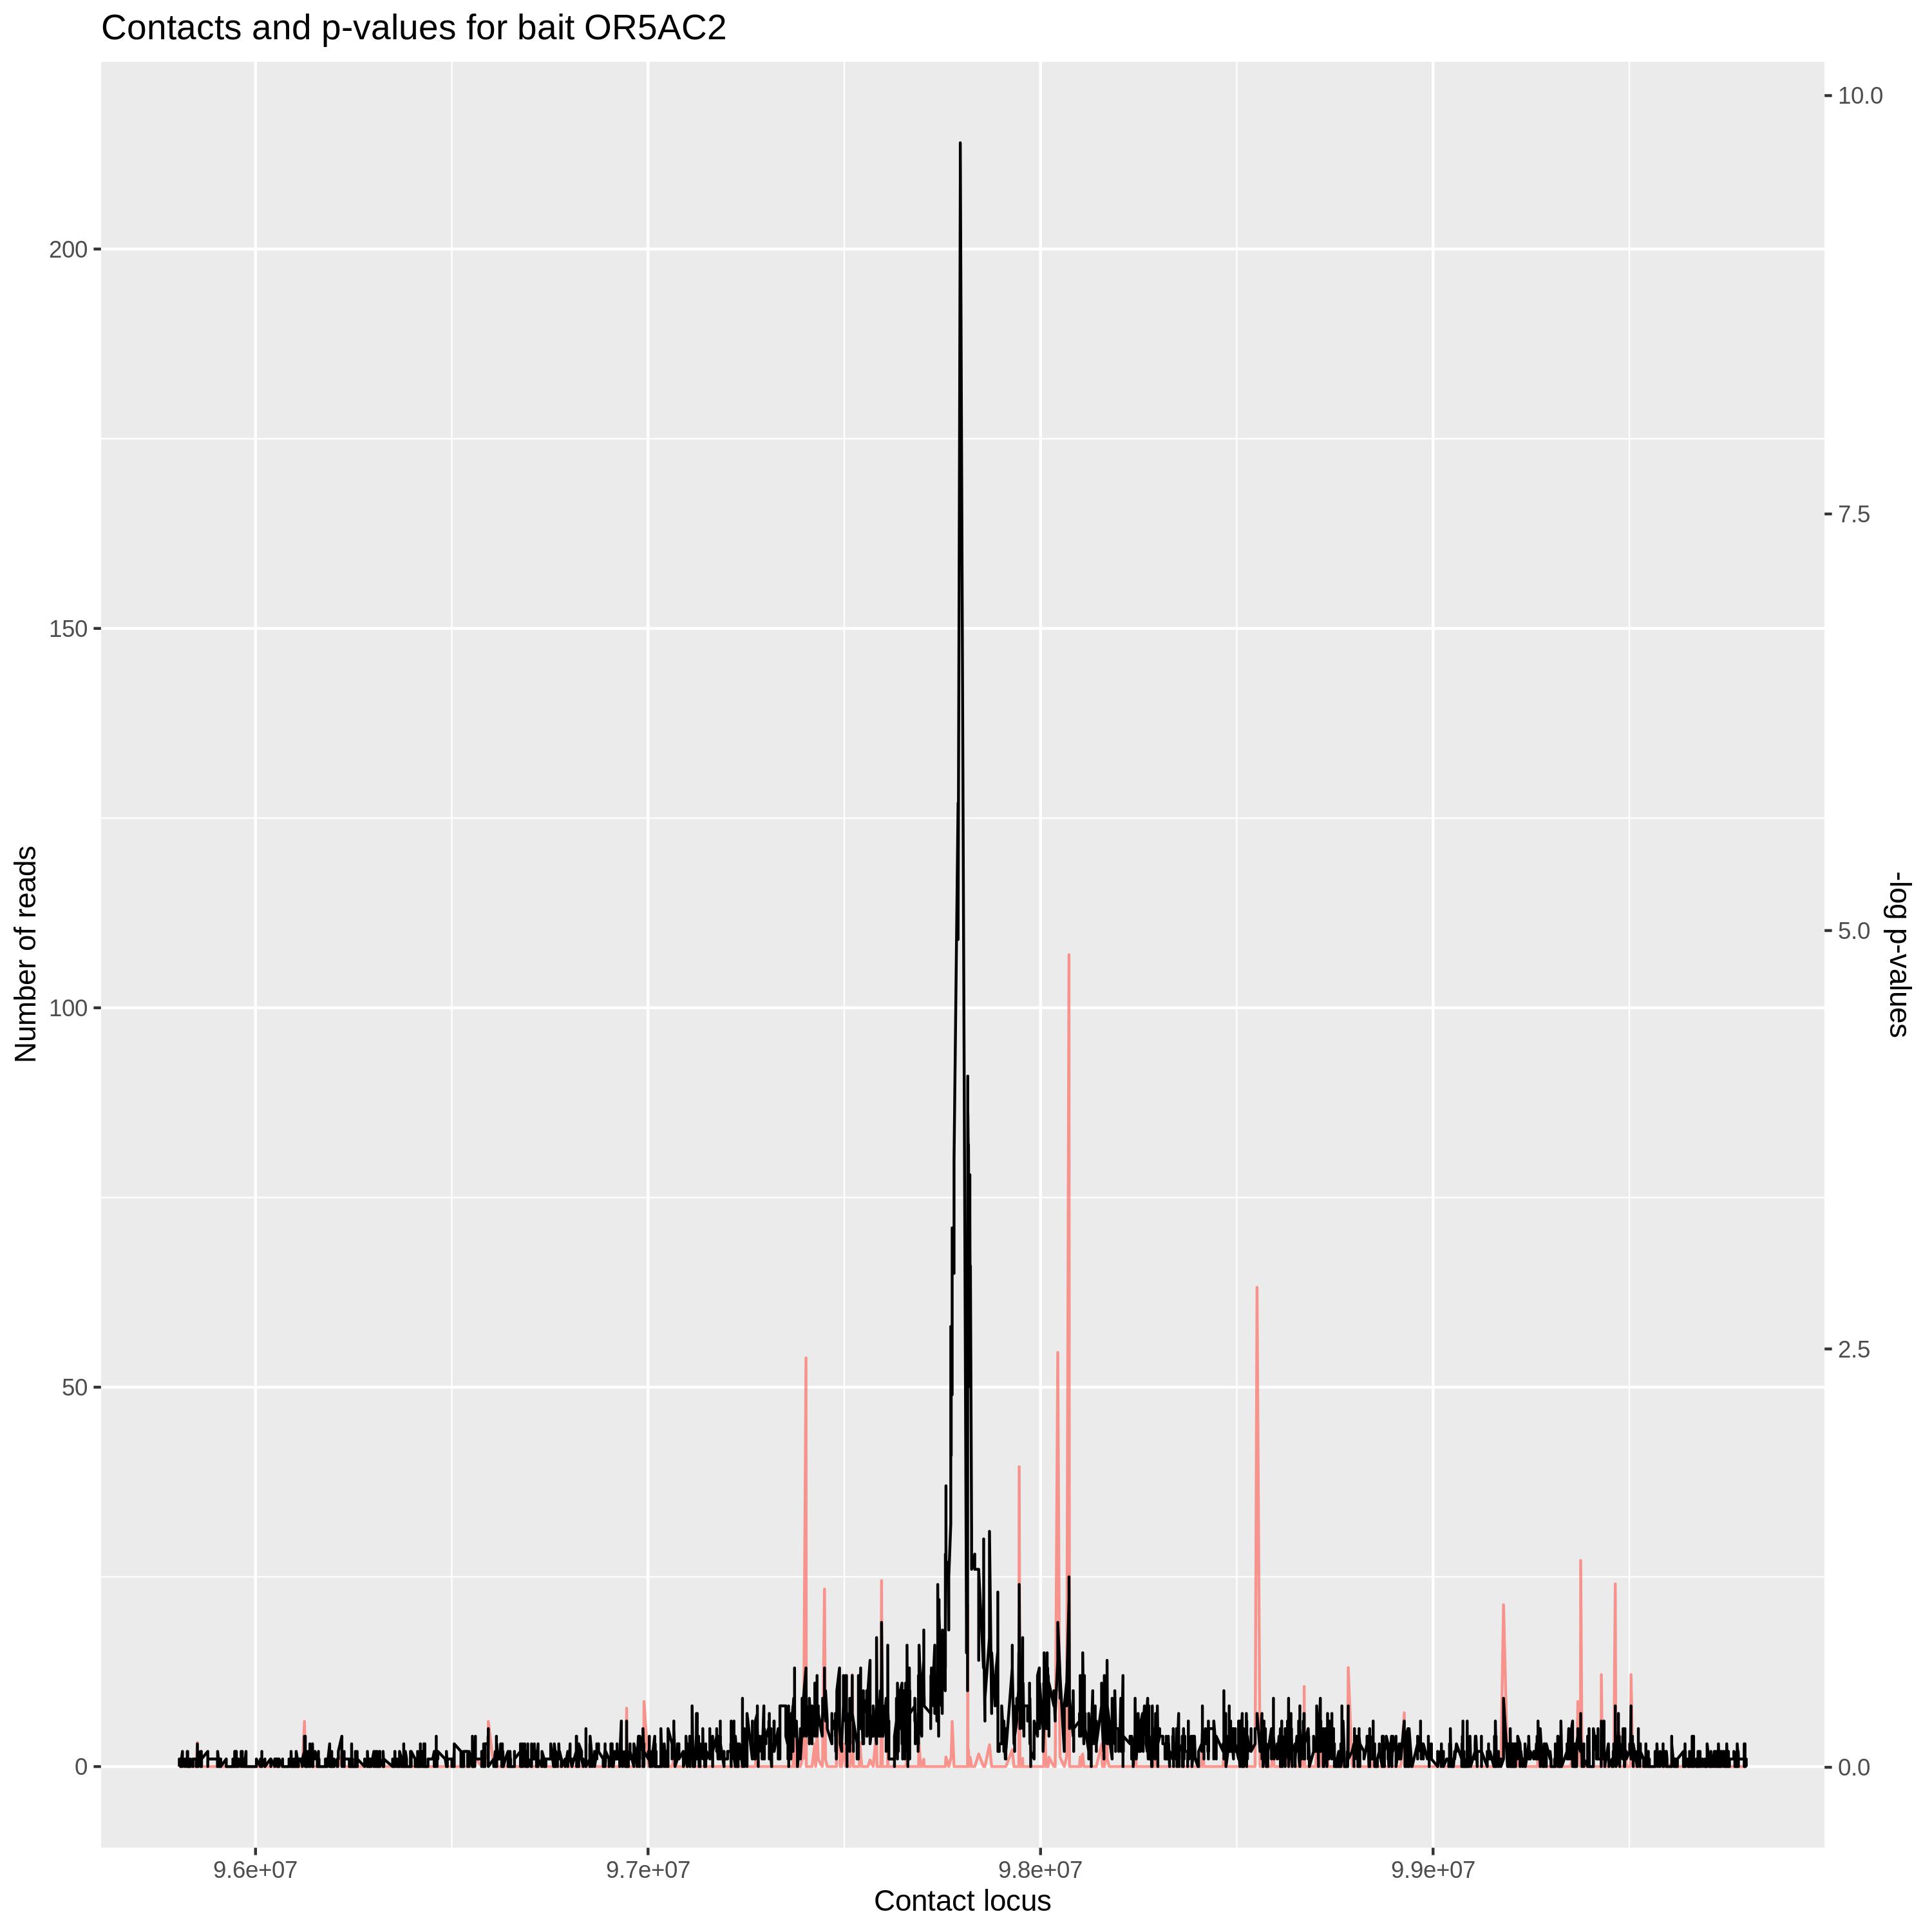 Contacts and p-values for bait OR5AC2
10.0
200
7.5
150
Number of reads
5.0
-log p-values
100
2.5
50
0
0.0
9.6e+07 9.7e+07 9.8e+07 9.9e+07
Contact locus